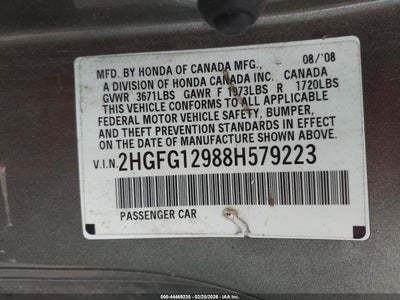 MFD. BY HONDA OF CANADA MFG., 08/'08
A DIVISION OF HONDA CANADA INC. CANADA
GVWR 3671LBS GAWR F 1973LBS R 1720LBS
THIS VEHICLE CONFORMS TO ALL APPLICABLE
FEDERAL MOTOR VEHICLE SAFETY, BUMPER,
AND THEFT PREVENTION STANDARDS IN EFFECT
ON THE DATE OF MANUFACTURE SHOWN ABOVE.
V.I.N. 2HGFG12988H579223
PASSENGER CAR
© 44469235 - 02/25/2026 - IAA Inc.